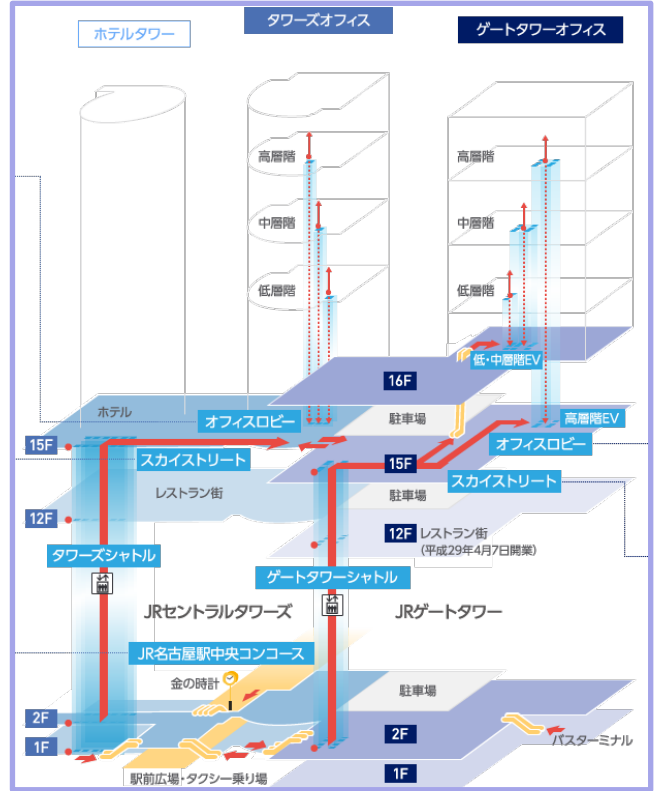 ホテルタワー
タワーズオフィス
ゲートタワーオフィス
高層階
高層階
中層階
中層階
低層階
低層階
低・中層階EV
16F
ホテル
オフィスロビー
駐車場
高層階EV
15F
オフィスロビー
スカイストリート
15F
スカイストリート
レストラン街
駐車場
12F
12F レストラン街
(平成29年4月7日開業)
タワーズシャトル
ゲートタワーシャトル
JRセントラルタワーズ
JRゲートタワー
JR名古屋駅中央コンコース
金の時計
駐車場
2F
2F
バスターミナル
1F
1F
駅前広場・タクシー乗り場